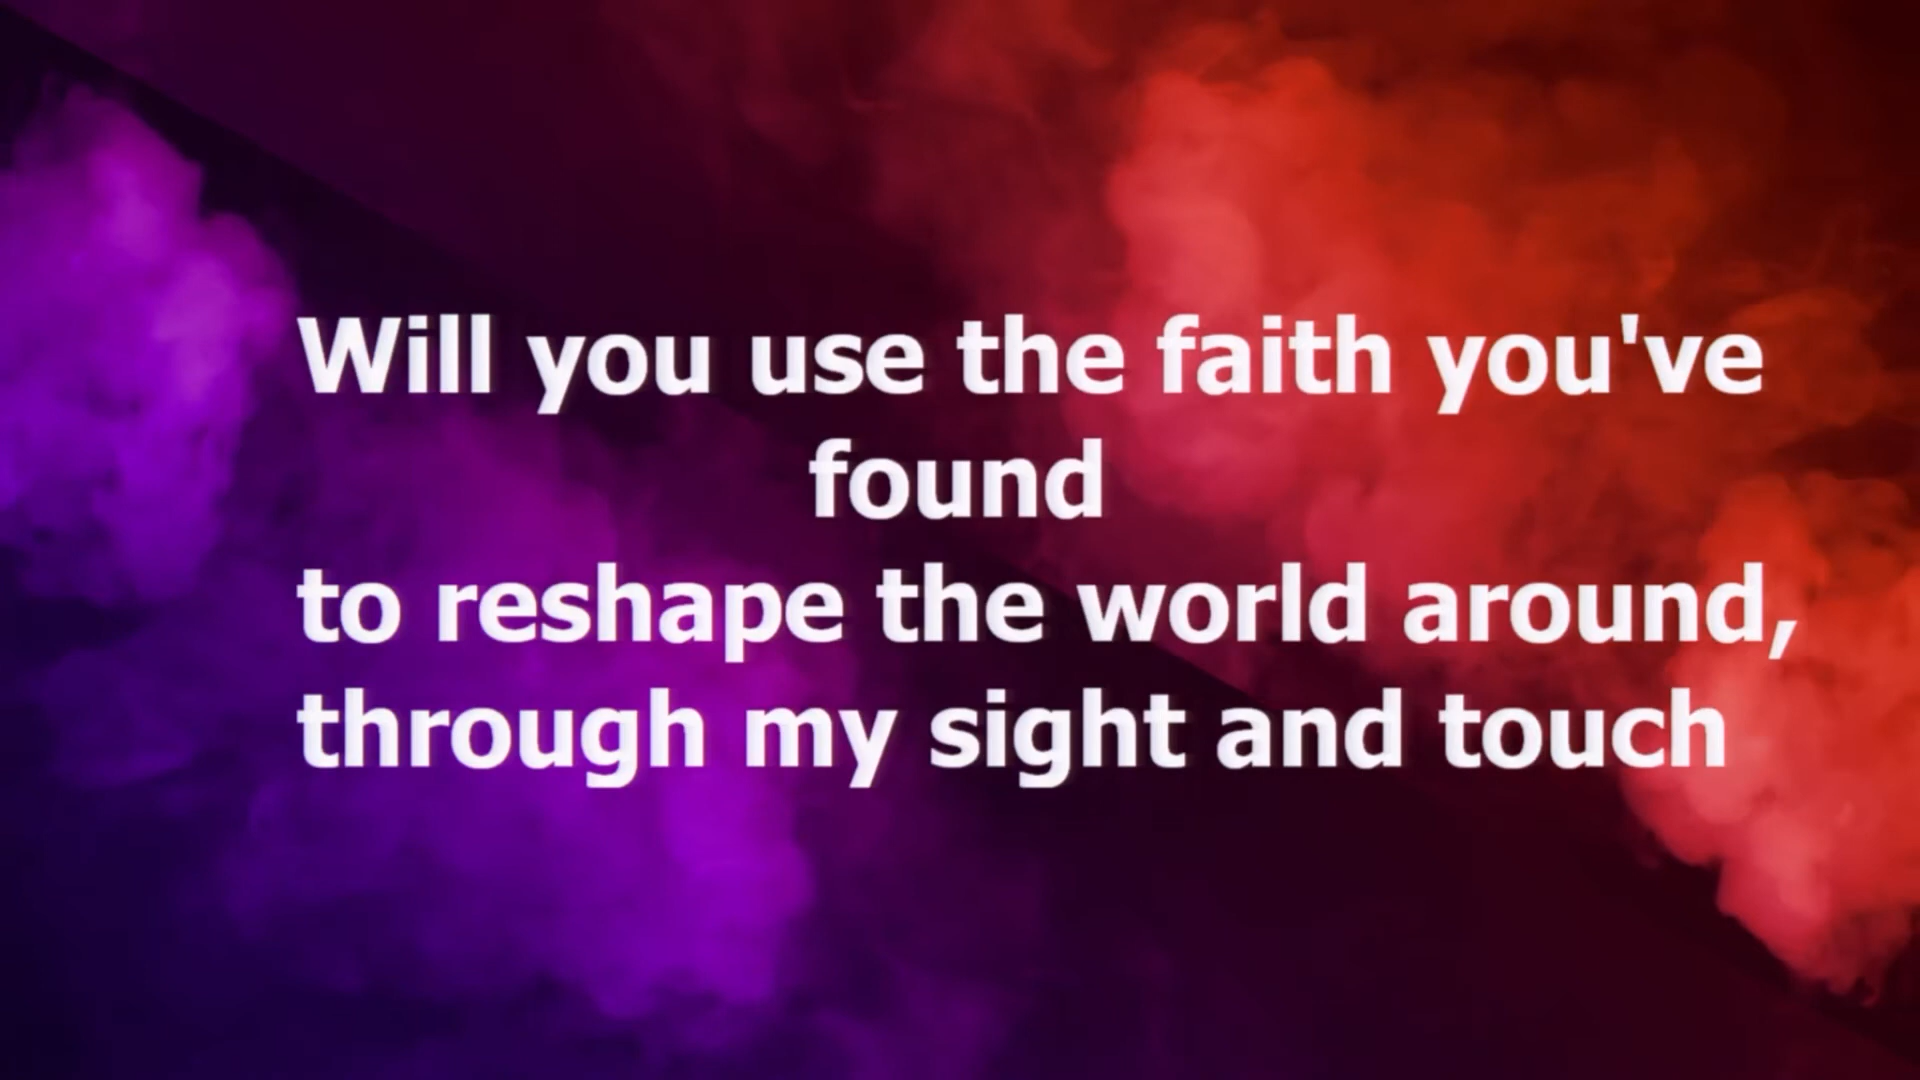 Will you use the faith you've
found
to reshape the world around,
through my sight and touch